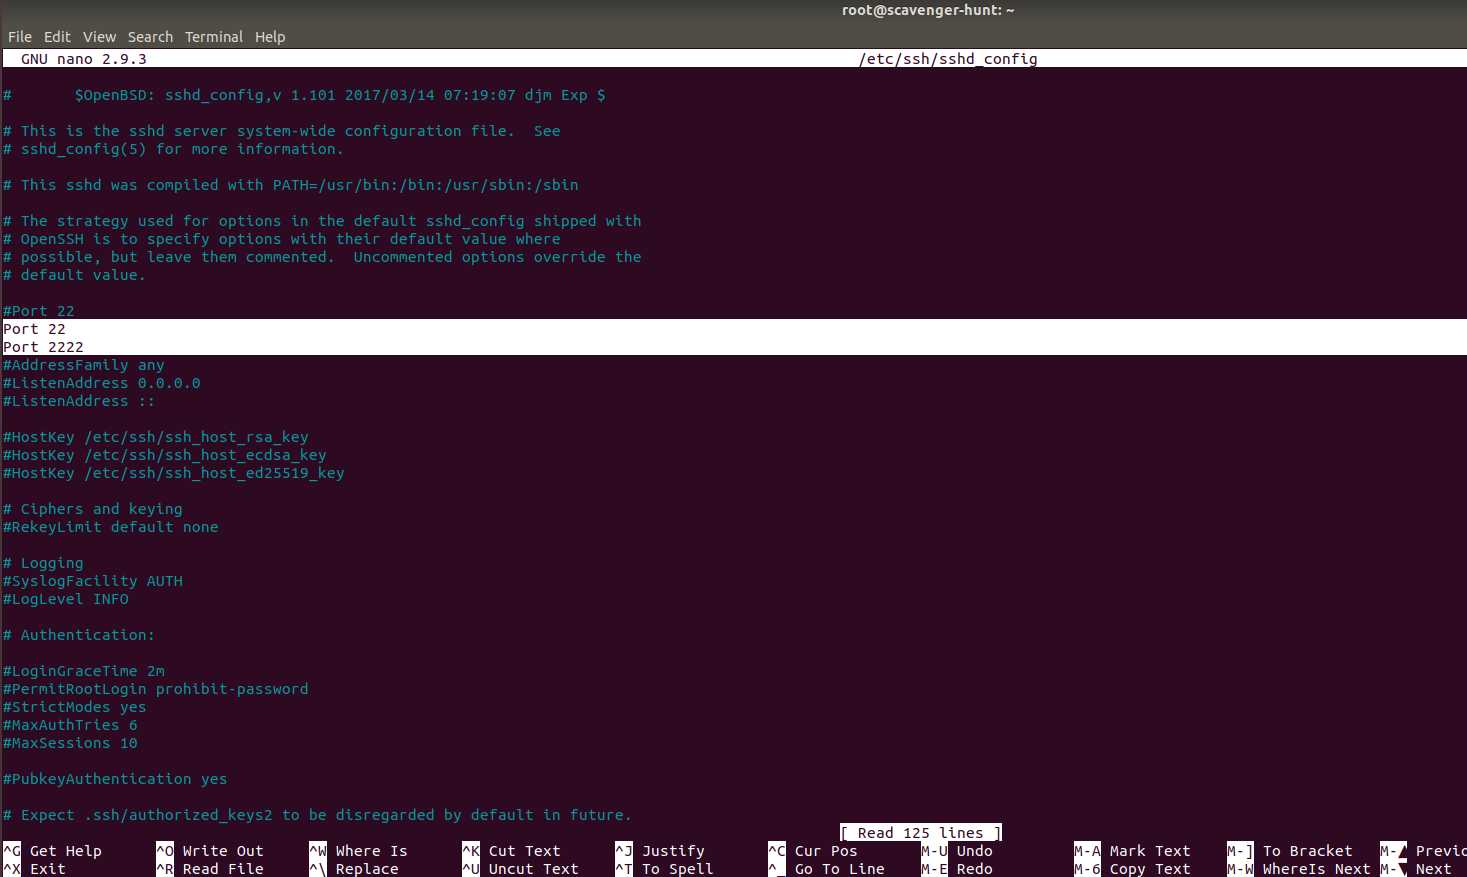 root@scavenger-hunt: ~
File Edit View Search Terminal Help
GNU nano 2.9.3 /etc/ssh/sshd_config
# $OpenBSD: sshd_config,v 1.101 2017/03/14 07:19:07 djm Exp $
# This is the sshd server system-wide configuration file. See
# sshd_config(5) for more information.
# This sshd was compiled with PATH=/usr/bin:/bin:/usr/sbin:/sbin
# The strategy used for options in the default sshd_config shipped with
# OpenSSH is to specify options with their default value where
# possible, but leave them commented. Uncommented options override the
# default value.
#Port 22
Port 22
Port 2222
#AddressFamily any
#ListenAddress 0.0.0.0
#ListenAddress ::
#HostKey /etc/ssh/ssh_host_rsa_key
#HostKey /etc/ssh/ssh_host_ecdsa_key
#HostKey /etc/ssh/ssh_host_ed25519_key
# Ciphers and keying
#RekeyLimit default none
# Logging
#SyslogFacility AUTH
#LogLevel INFO
# Authentication:
#LoginGraceTime 2m
#PermitRootLogin prohibit-password
#StrictModes yes
#MaxAuthTries 6
#MaxSessions 10
#PubkeyAuthentication yes
# Expect .ssh/authorized_keys2 to be disregarded by default in future.
[ Read 125 lines ]
^G Get Help ^O Write Out ^W Where Is ^K Cut Text ^J Justify ^C Cur Pos M-U Undo M-A Mark Text M-] To Bracket M-▲ Previo
^X Exit ^R Read File ^\ Replace ^U Uncut Text ^T To Spell ^_ Go To Line M-E Redo M-6 Copy Text M-W WhereIs Next M-▼ Next